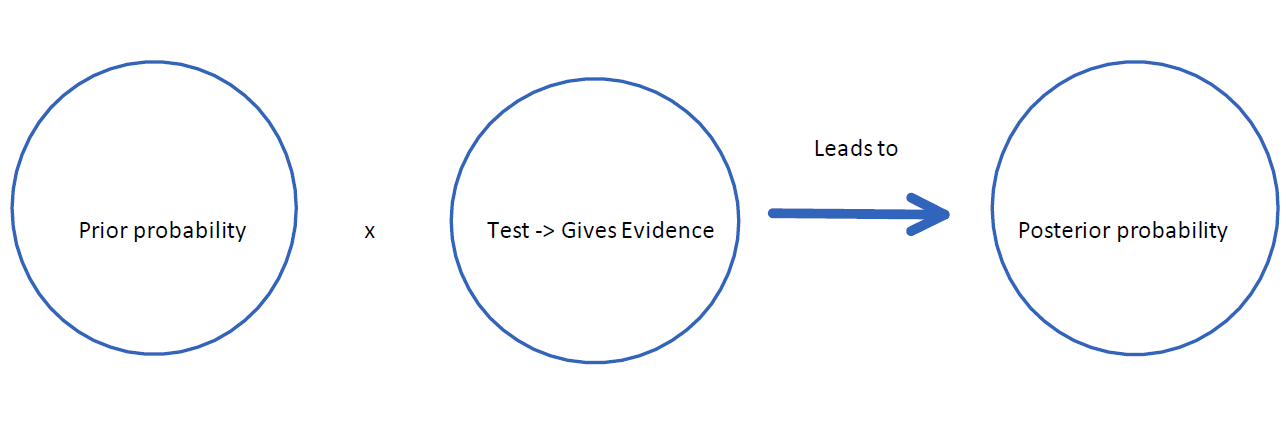 Leads to
Prior probability
x
Test -> Gives Evidence
Posterior probability